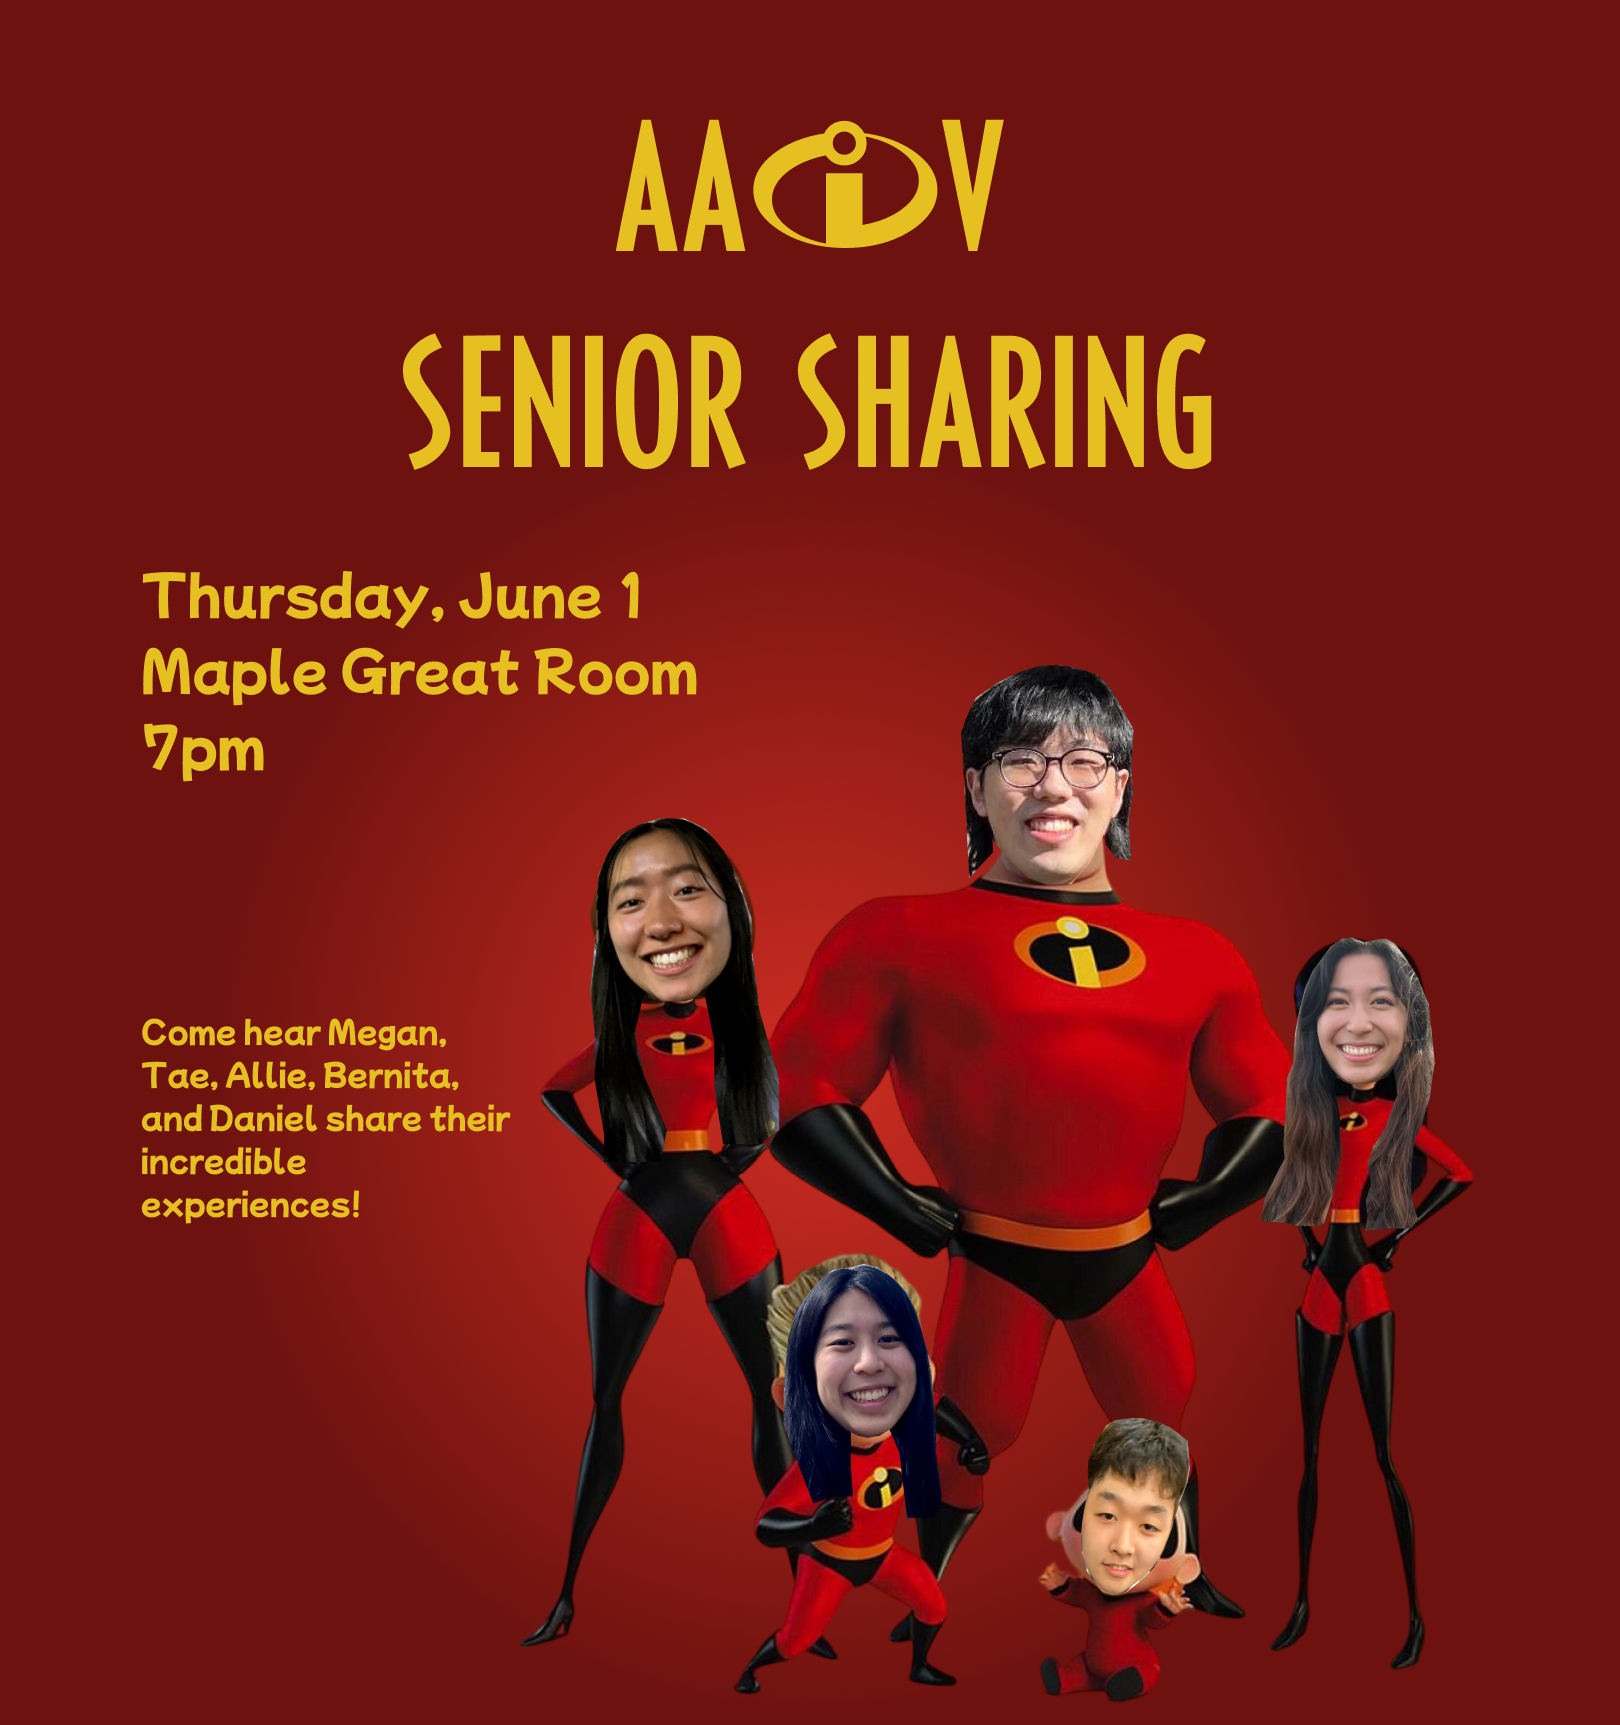 AAiV
SENIOR SHARING
Thursday, June 1
Maple Great Room
7pm
Come hear Megan,
Tae, Allie, Bernita,
and Daniel share their
incredible
experiences!